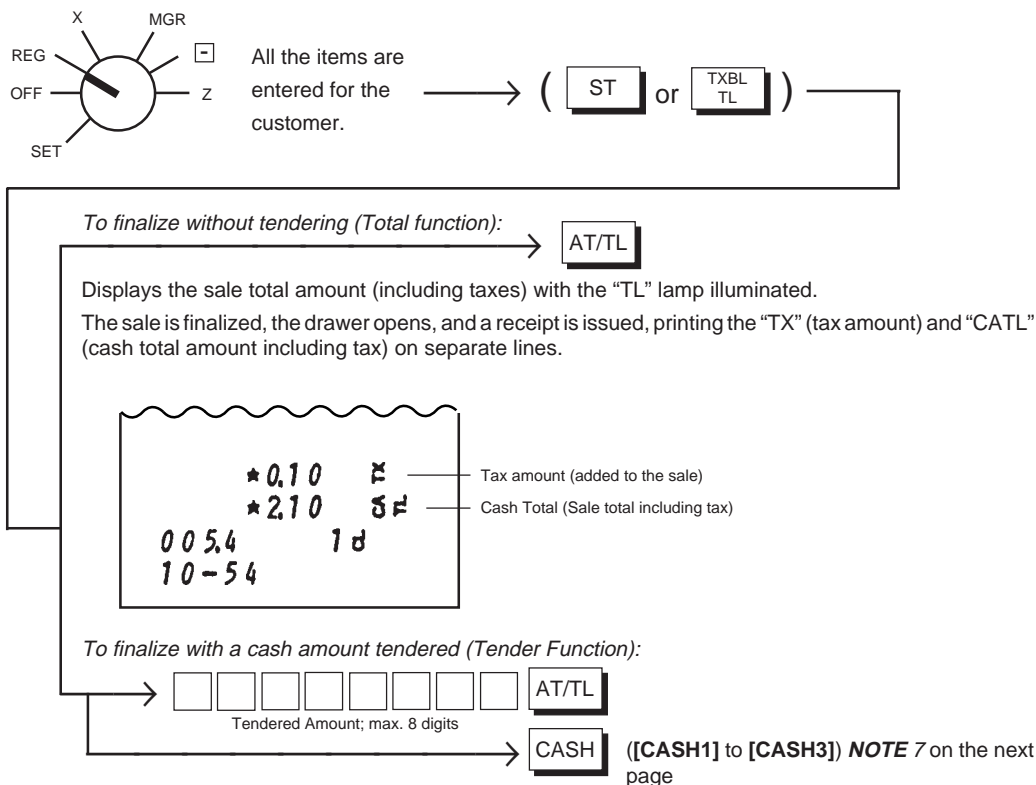 X
MGR
REG
-
OFF
Z
SET
All the items are
entered for the
customer.
( ST or TXBL TL )
To finalize without tendering (Total function):
AT/TL
Displays the sale total amount (including taxes) with the “TL” lamp illuminated.
The sale is finalized, the drawer opens, and a receipt is issued, printing the “TX” (tax amount) and “CATL”
(cash total amount including tax) on separate lines.
★0.10 TX Tax amount (added to the sale)
★2.10 CA TL Cash Total (Sale total including tax)
005.4 1 CL
10-54
To finalize with a cash amount tendered (Tender Function):
AT/TL
Tendered Amount; max. 8 digits
CASH ([CASH1] to [CASH3]) NOTE 7 on the next
page